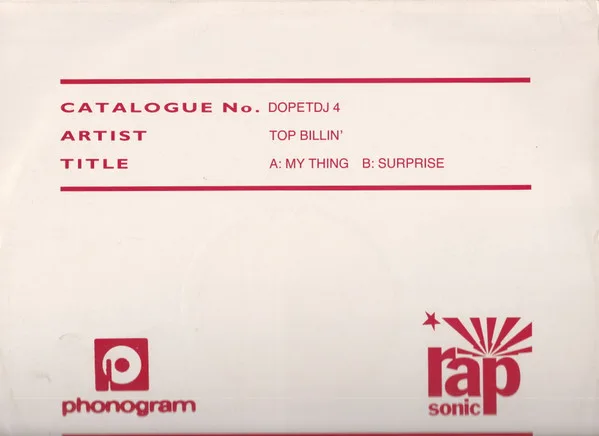 CATALOGUE No. DOPETDJ 4
ARTIST TOP BILLIN'
TITLE A: MY THING B: SURPRISE
phonogram
rap
sonic